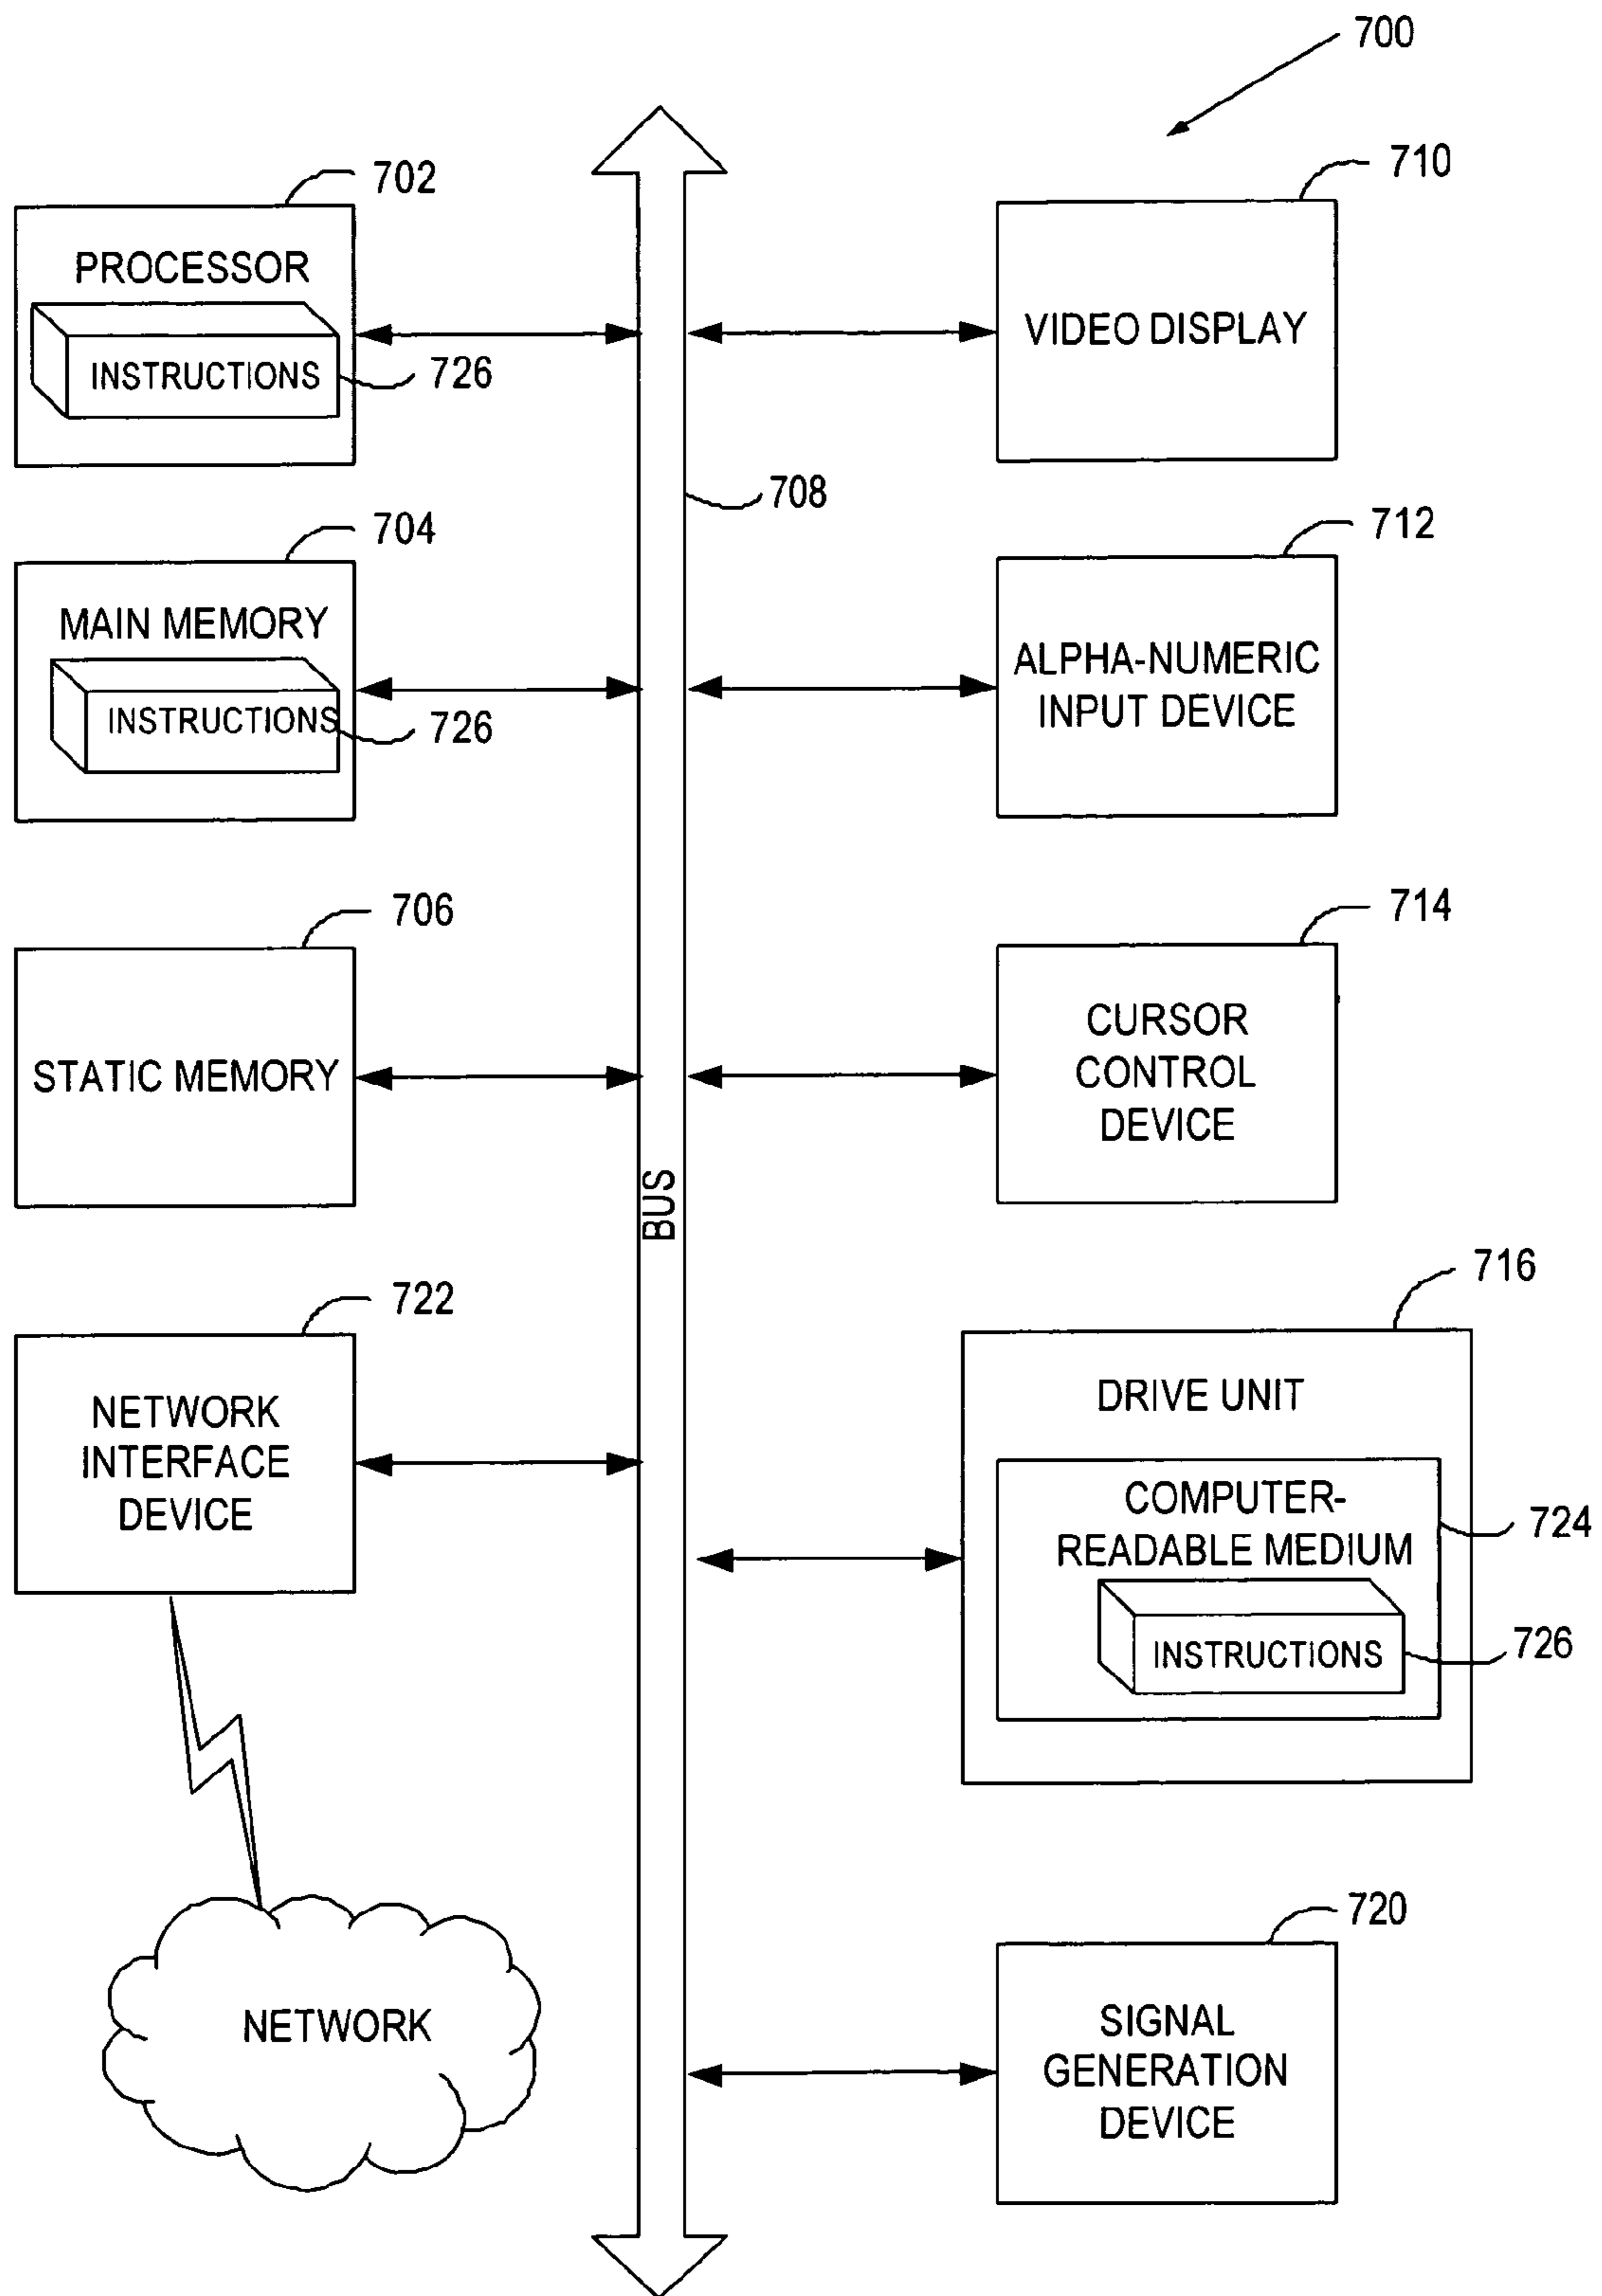 700
702
PROCESSOR
INSTRUCTIONS
726
710
VIDEO DISPLAY
708
704
MAIN MEMORY
INSTRUCTIONS
726
712
ALPHA-NUMERIC
INPUT DEVICE
706
STATIC MEMORY
714
CURSOR
CONTROL
DEVICE
BUS
722
NETWORK
INTERFACE
DEVICE
716
DRIVE UNIT
COMPUTER-
READABLE MEDIUM
724
INSTRUCTIONS
726
NETWORK
720
SIGNAL
GENERATION
DEVICE